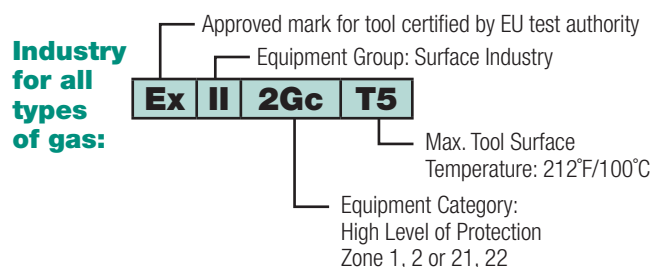 Approved mark for tool certified by EU test authority
Equipment Group: Surface Industry
Industry
for all
types
of gas:
Ex II 2Gc T5
Max. Tool Surface
Temperature: 212˚F/100˚C
Equipment Category:
High Level of Protection
Zone 1, 2 or 21, 22